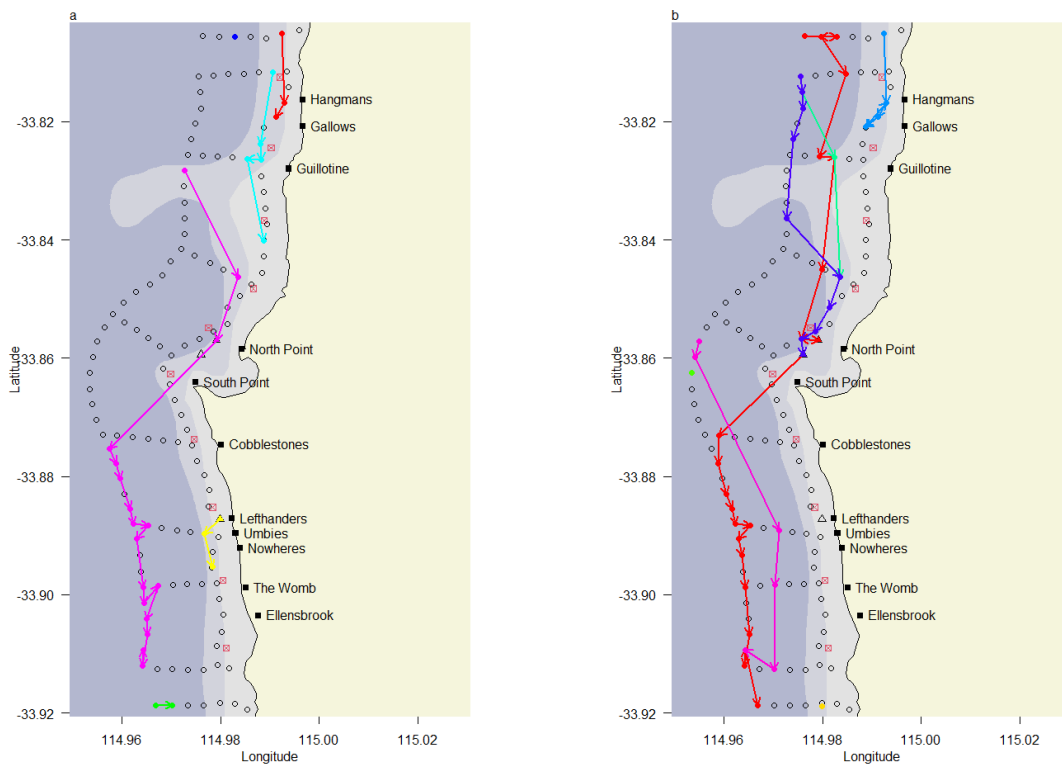 a
b
Hangmans
Gallows
Guillotine
North Point
South Point
Cobblestones
Lefthanders
Umbies
Nowheres
The Womb
Ellensbrook
-33.82
-33.84
-33.86
-33.88
-33.90
-33.92
Latitude
114.96
114.98
115.00
115.02
Longitude
Hangmans
Gallows
Guillotine
North Point
South Point
Cobblestones
Lefthanders
Umbies
Nowheres
The Womb
Ellensbrook
-33.82
-33.84
-33.86
-33.88
-33.90
-33.92
Latitude
114.96
114.98
115.00
115.02
Longitude